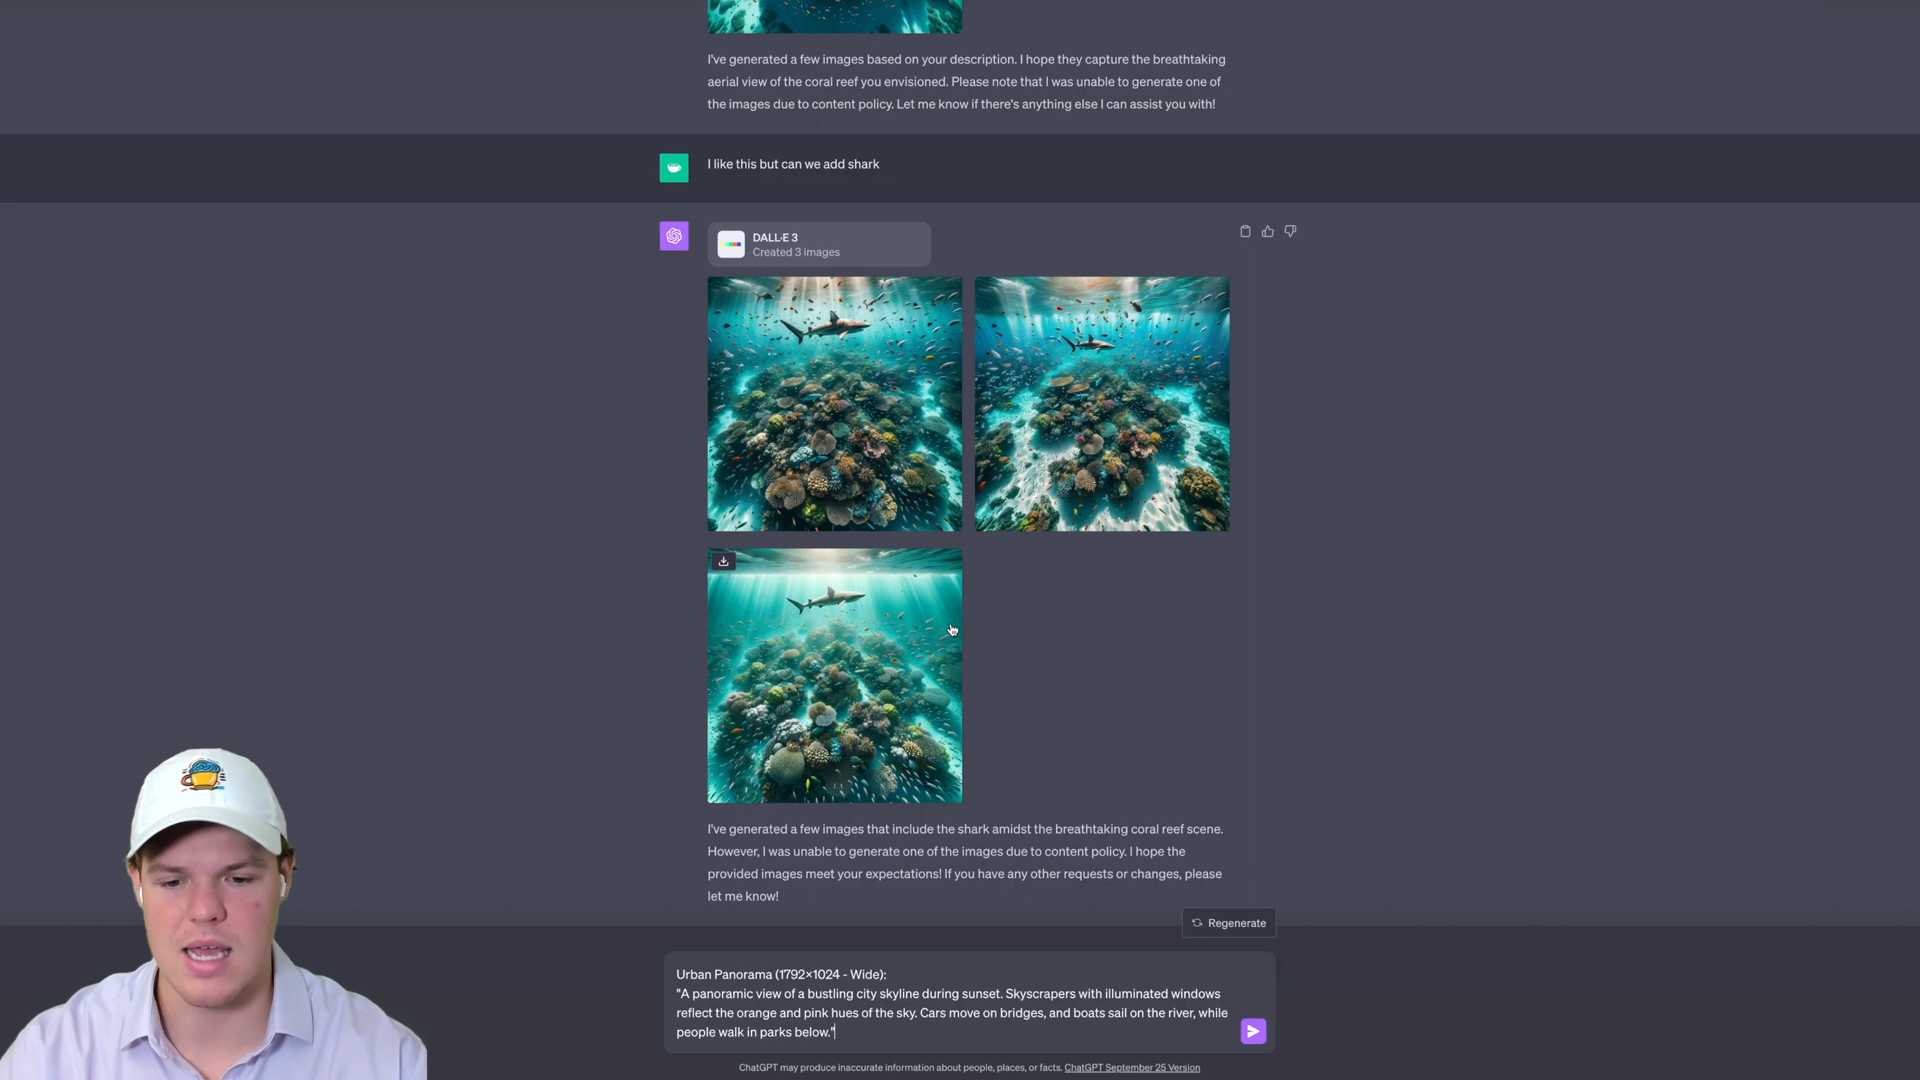 I've generated a few images based on your description. I hope they capture the breathtaking
aerial view of the coral reef you envisioned. Please note that I was unable to generate one of
the images due to content policy. Let me know if there's anything else I can assist you with!
I like this but can we add shark
DALL·E 3
Created 3 images
I've generated a few images that include the shark amidst the breathtaking coral reef scene.
However, I was unable to generate one of the images due to content policy. I hope the
provided images meet your expectations! If you have any other requests or changes, please
let me know!
Regenerate
Urban Panorama (1792×1024 - Wide):
"A panoramic view of a bustling city skyline during sunset. Skyscrapers with illuminated windows
reflect the orange and pink hues of the sky. Cars move on bridges, and boats sail on the river, while
people walk in parks below."
ChatGPT may produce inaccurate information about people, places, or facts. ChatGPT September 25 Version